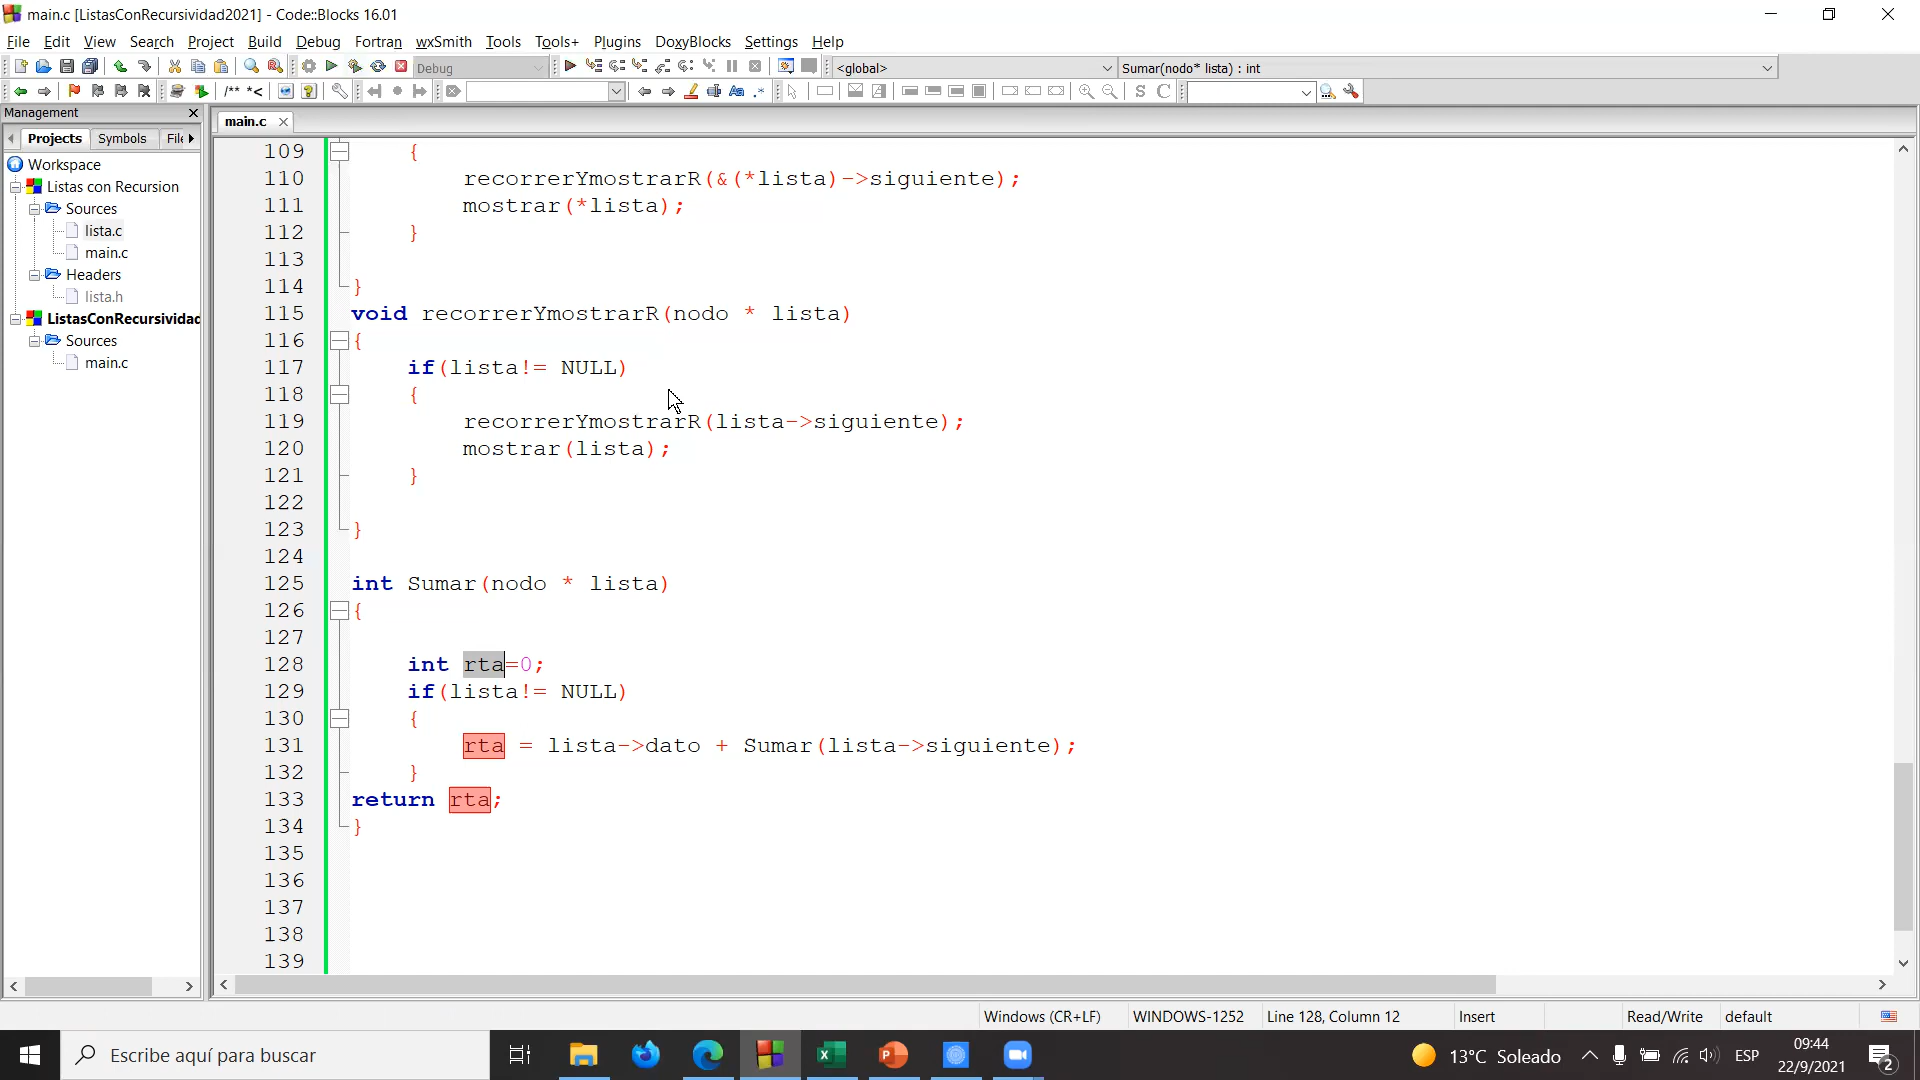 main.c [ListasConRecursividad2021] - Code::Blocks 16.01
File Edit View Search Project Build Debug Fortran wxSmith Tools Tools+ Plugins DoxyBlocks Settings Help
Debug <global> Sumar(nodo* lista) : int
/** *< Aa .* S C
Management
Projects Symbols File
main.c
Workspace
Listas con Recursion
Sources
lista.c
main.c
Headers
lista.h
ListasConRecursividad
Sources
main.c
109 {
110 recorrerYmostrarR(&(*lista)->siguiente);
111 mostrar(*lista);
112 }
113
114 }
115 void recorrerYmostrarR(nodo * lista)
116 {
117 if(lista!= NULL)
118 {
119 recorrerYmostrarR(lista->siguiente);
120 mostrar(lista);
121 }
122
123 }
124
125 int Sumar(nodo * lista)
126 {
127
128 int rta=0;
129 if(lista!= NULL)
130 {
131 rta = lista->dato + Sumar(lista->siguiente);
132 }
133 return rta;
134 }
135
136
137
138
139
Windows (CR+LF) WINDOWS-1252 Line 128, Column 12 Insert Read/Write default
Escribe aquí para buscar
13°C Soleado ESP
09:44
22/9/2021
2